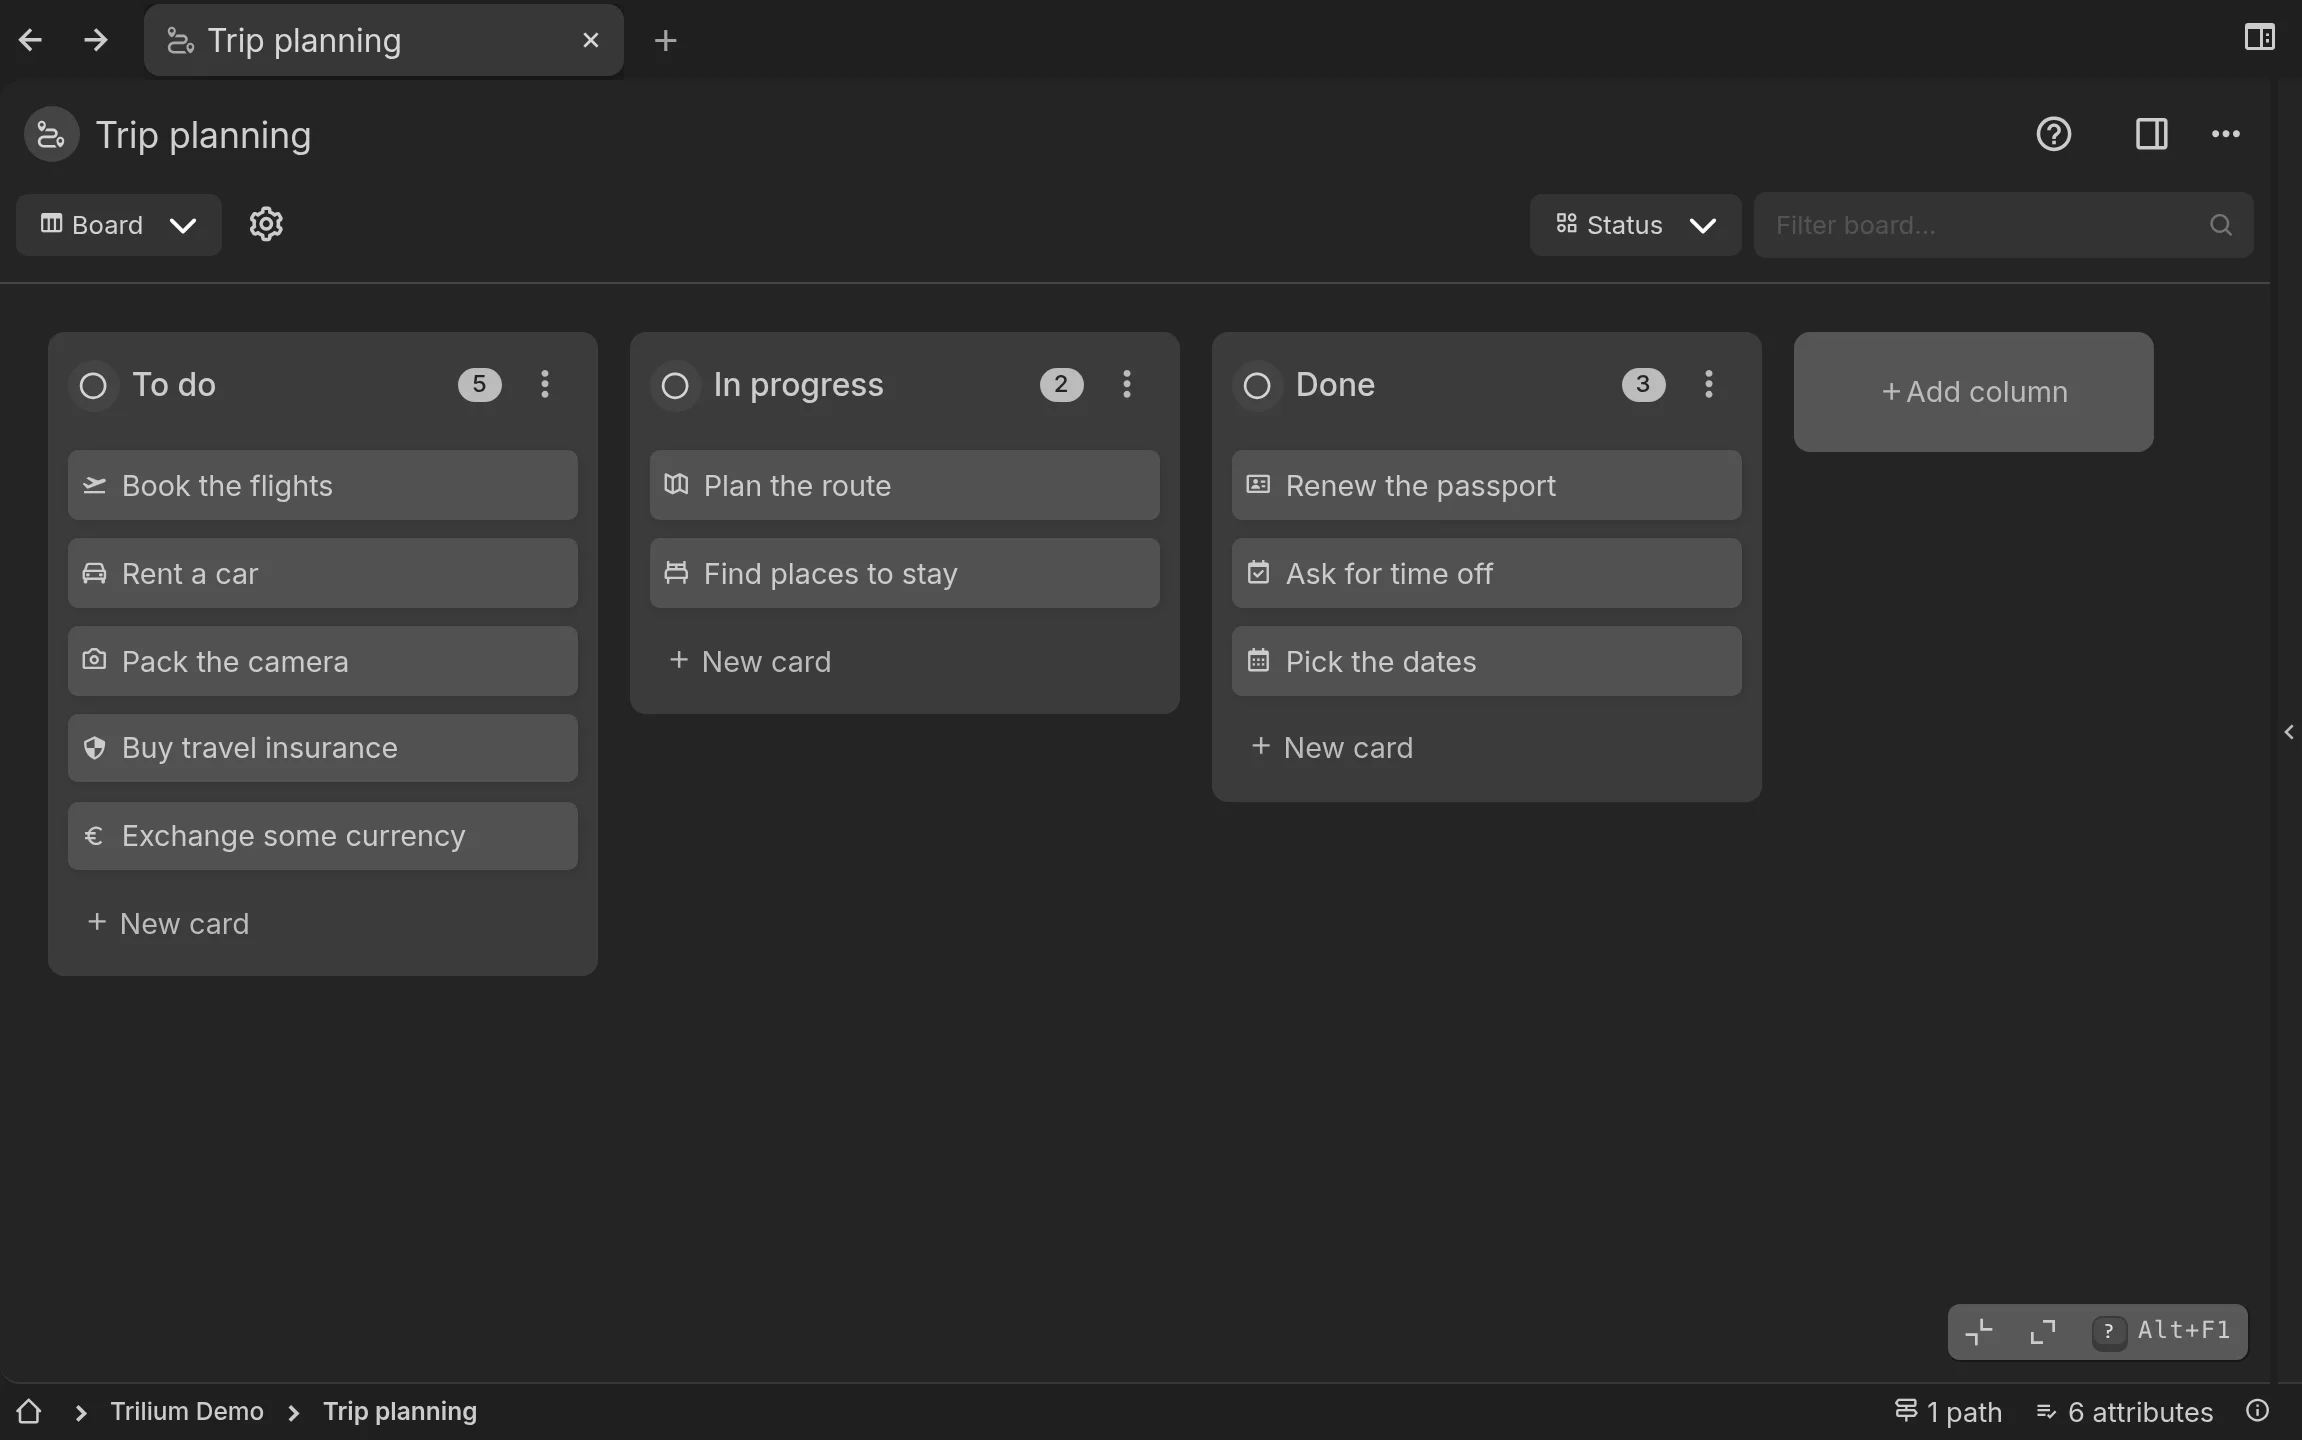 Trip planning
Trip planning
Board
Status
Filter board...
To do
5
In progress
2
Done
3
+ Add column
Book the flights
Rent a car
Pack the camera
Buy travel insurance
€ Exchange some currency
+ New card
Plan the route
Find places to stay
+ New card
Renew the passport
Ask for time off
Pick the dates
+ New card
? Alt+F1
Trilium Demo
Trip planning
1 path
6 attributes